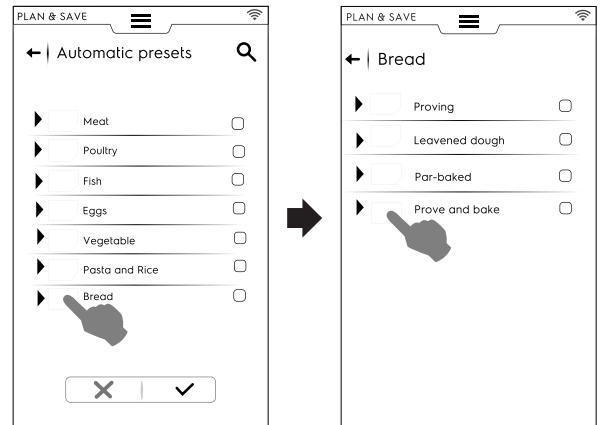 PLAN & SAVE
Automatic presets
Meat
Poultry
Fish
Eggs
Vegetable
Pasta and Rice
Bread
PLAN & SAVE
Bread
Proving
Leavened dough
Par-baked
Prove and bake